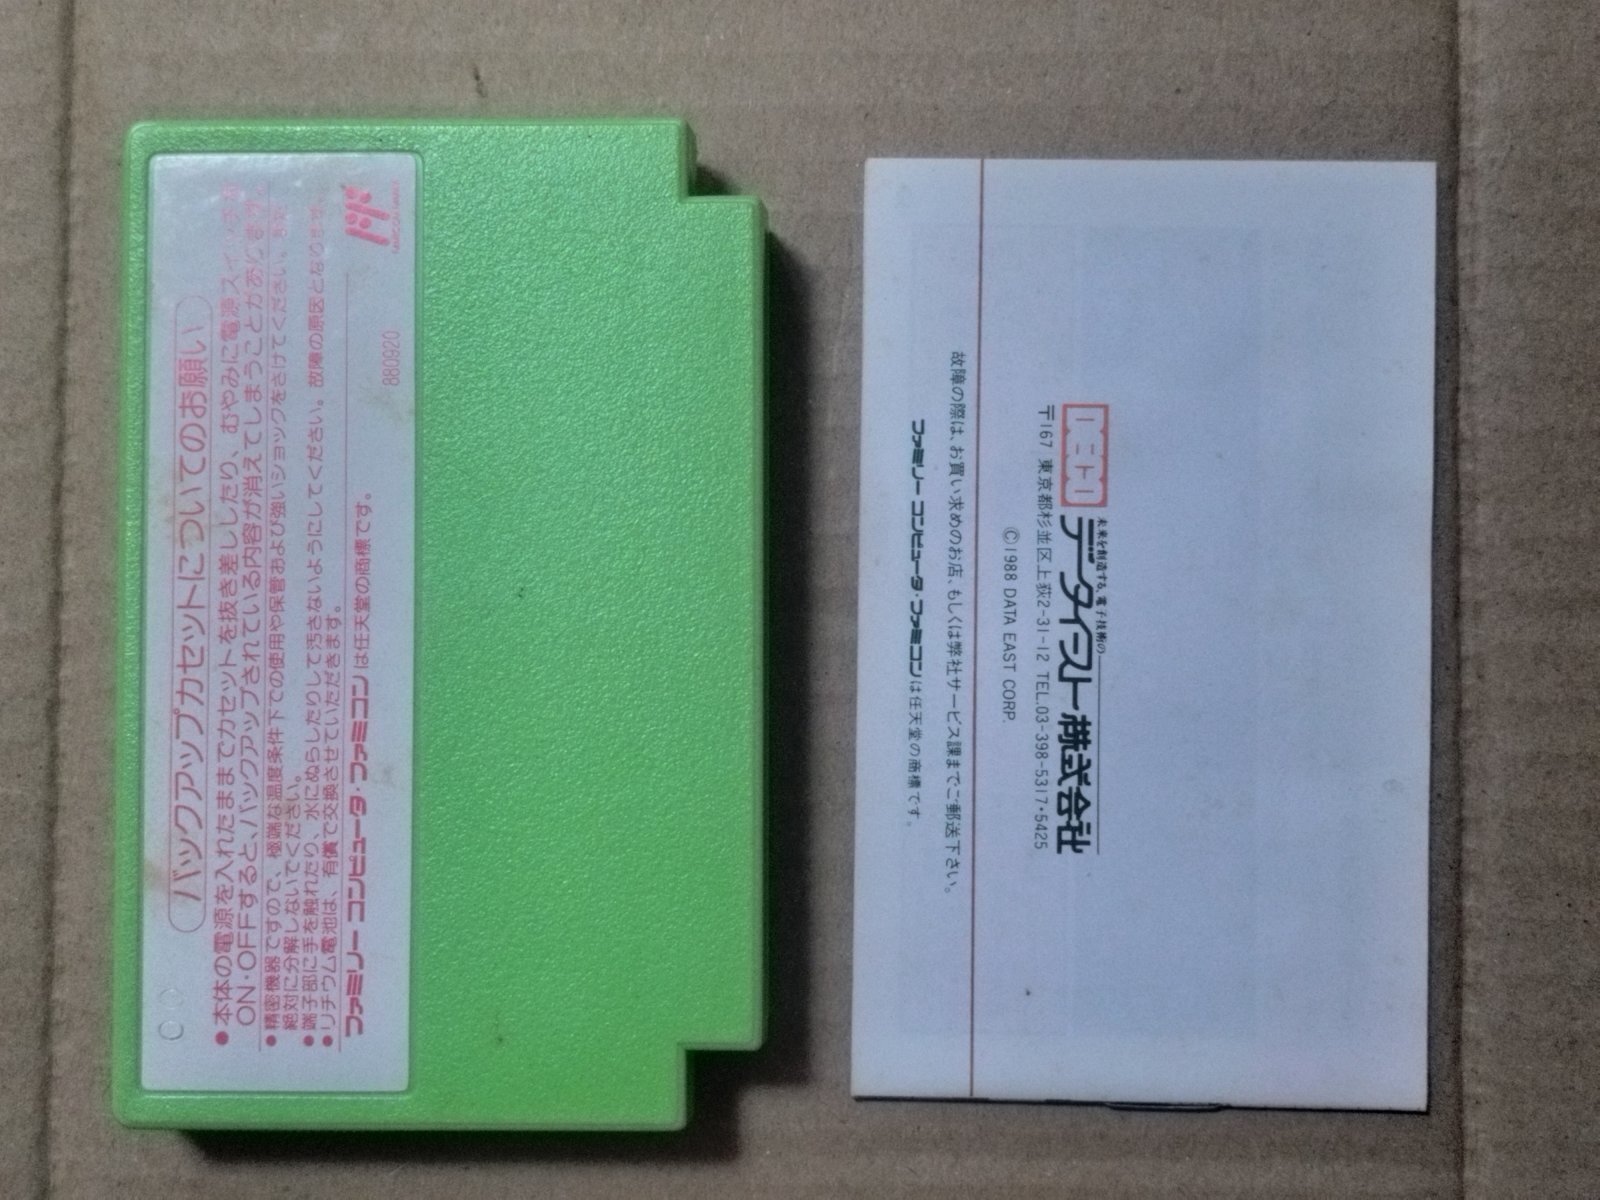 バックアップカセットについてのお願い
●本体の電源を入れたままでカセットを抜き差ししたり、むやみに電源スイッチを
ON・OFFすると、バックアップされている内容が消えてしまうことがあります。
●精密機器ですので、極端な温度条件下での使用や保管および強いショックをさけてください。
絶対に分解しないでください。
●端子部に手を触れたり、水にぬらしたりして汚さないようにしてください。故障の原因となります。
●リチウム電池は、有償で交換させていただきます。
880920
ファミリーコンピュータ・ファミコンは任天堂の商標です。
未来を創造する、電子技術の
DECO データイースト株式会社
〒167 東京都杉並区上荻2-31-12 TEL.03-398-5317・5425
©1988 DATA EAST CORP.
故障の際は、お買い求めのお店、もしくは弊社サービス課までご郵送下さい。
ファミリーコンピュータ・ファミコンは任天堂の商標です。